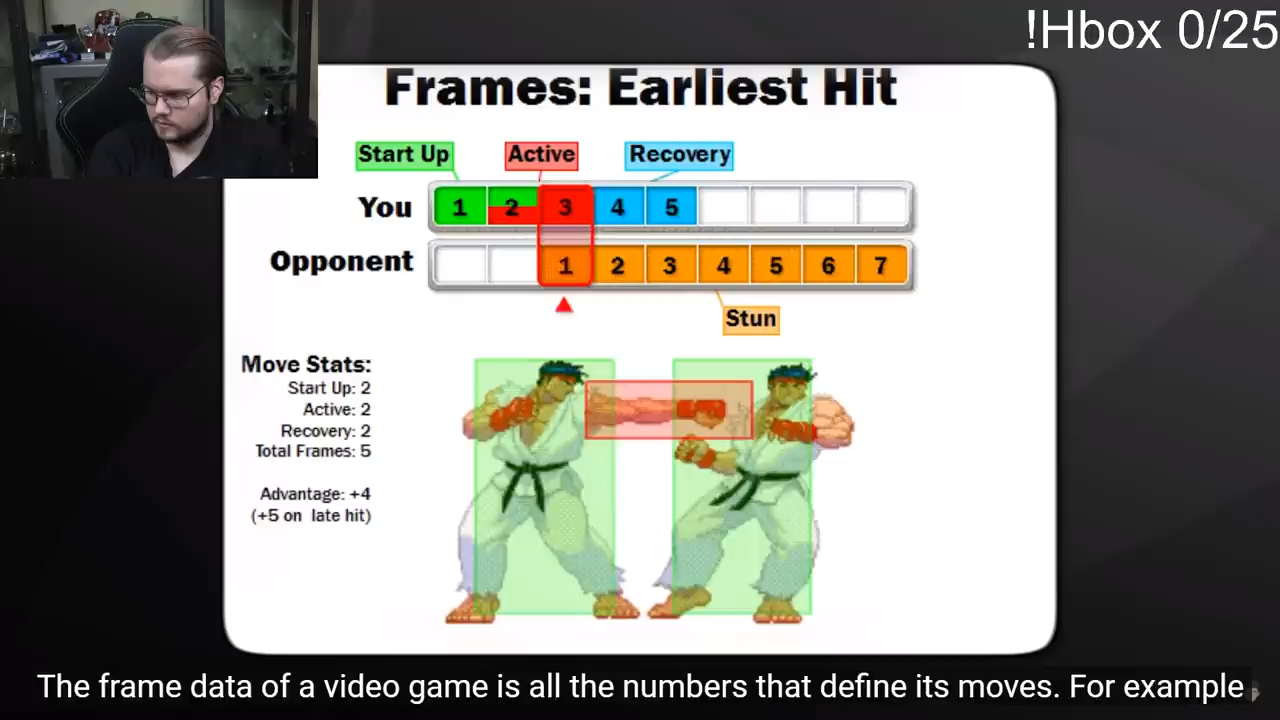 !Hbox 0/25
Frames: Earliest Hit
Start Up
Active
Recovery
You
1 2 3 4 5
Opponent
1 2 3 4 5 6 7
Stun
Move Stats:
Start Up: 2
Active: 2
Recovery: 2
Total Frames: 5
Advantage: +4
(+5 on late hit)
The frame data of a video game is all the numbers that define its moves. For example